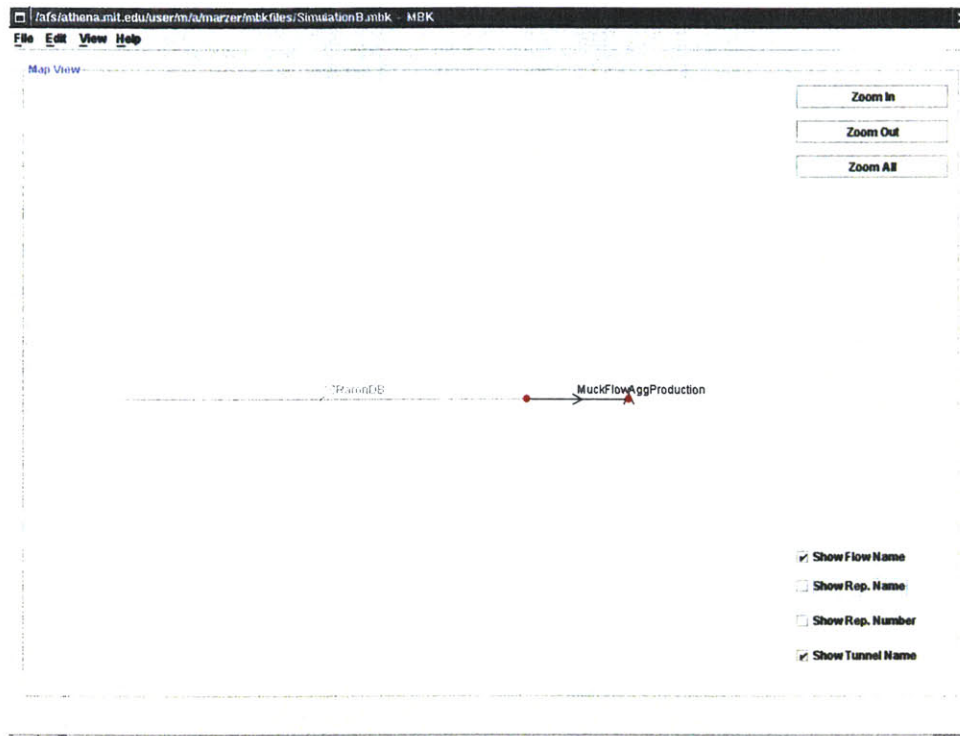 /afs/athena.mit.edu/user/m/a/marzer/mbkfiles/SimulationB.mbk - MBK
File Edit View Help
Map View
Zoom In
Zoom Out
Zoom All
RaronDB
MuckFlowAggProduction
Show Flow Name
Show Rep. Name
Show Rep. Number
Show Tunnel Name